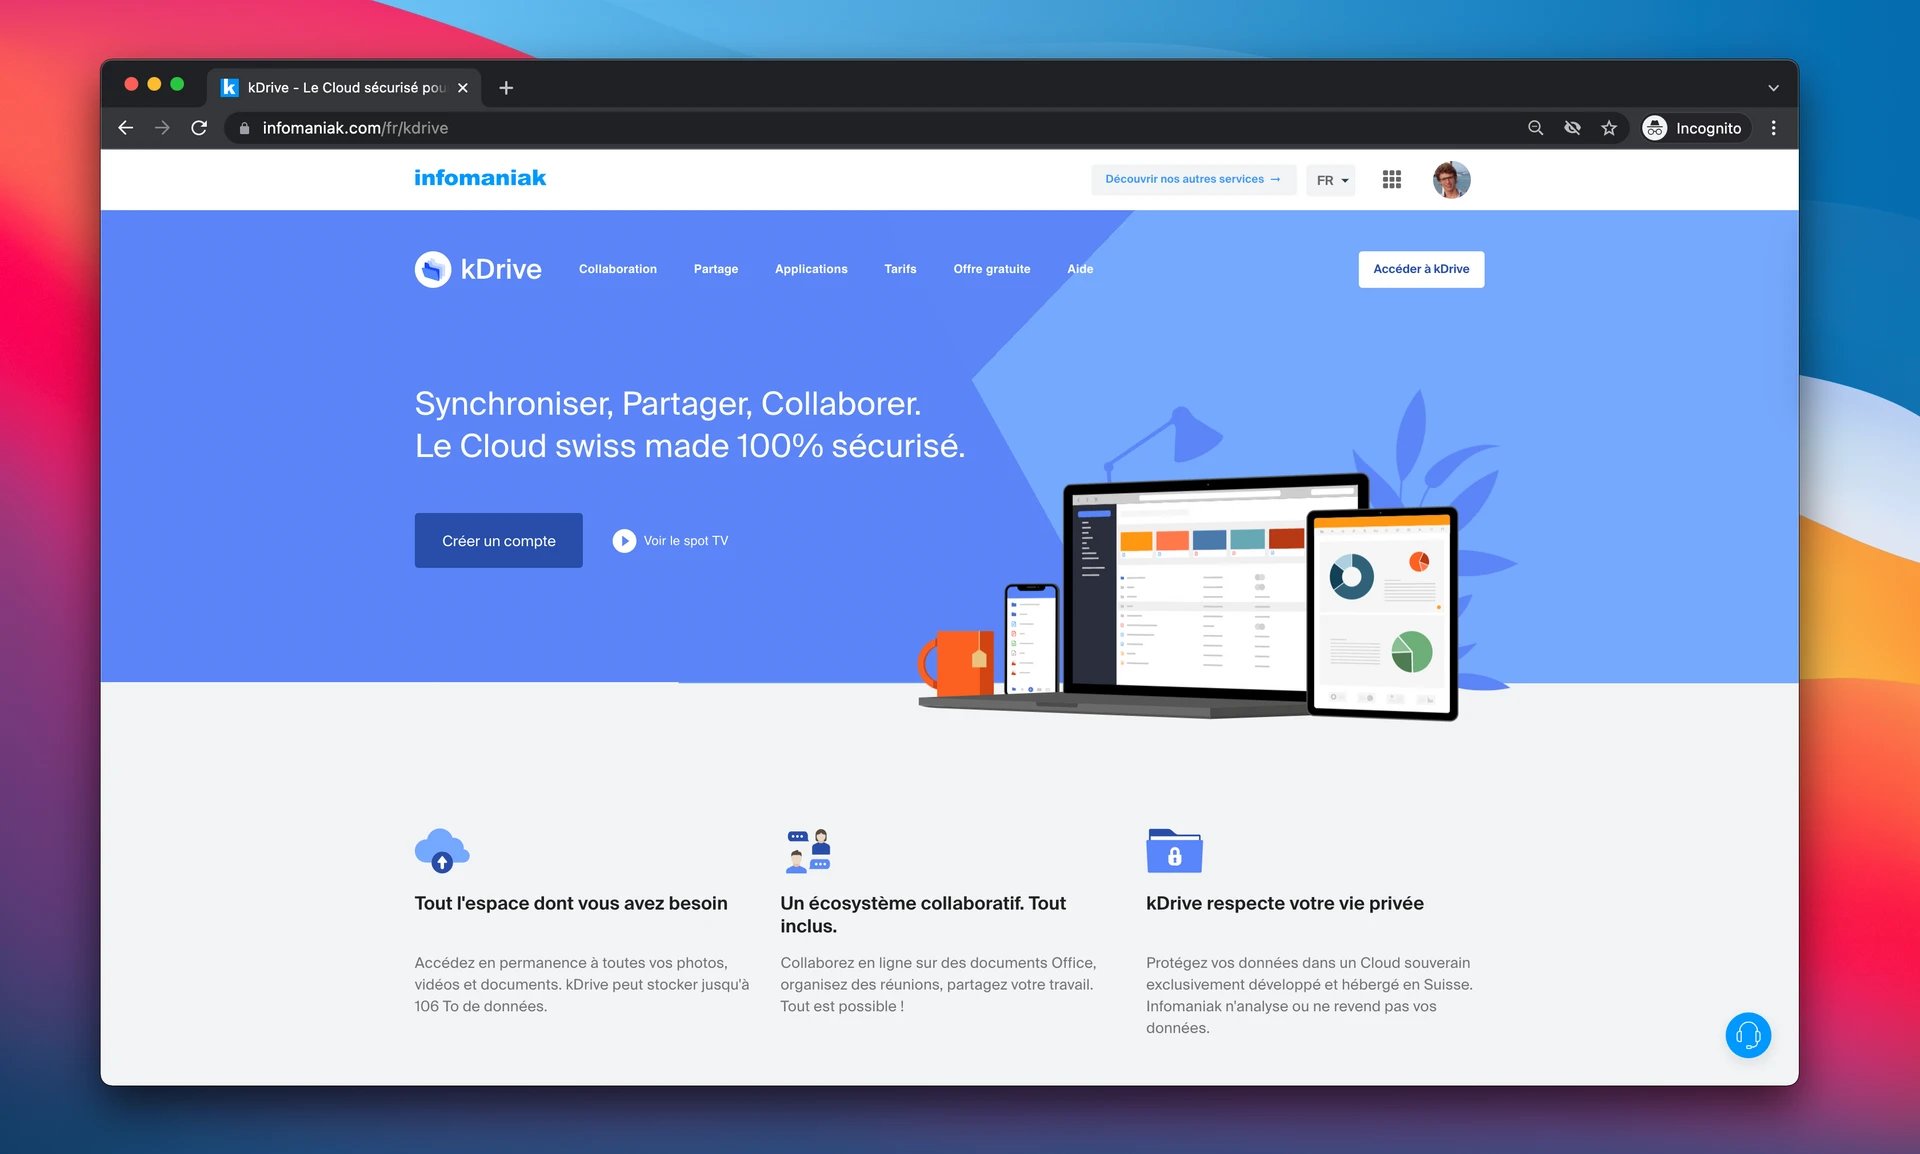 kDrive - Le Cloud sécurisé pou
infomaniak.com/fr/kdrive
Incognito
infomaniak
Découvrir nos autres services →
FR
kDrive
Collaboration
Partage
Applications
Tarifs
Offre gratuite
Aide
Accéder à kDrive
Synchroniser, Partager, Collaborer.
Le Cloud swiss made 100% sécurisé.
Créer un compte
Voir le spot TV
Tout l'espace dont vous avez besoin
Accédez en permanence à toutes vos photos,
vidéos et documents. kDrive peut stocker jusqu'à
106 To de données.
Un écosystème collaboratif. Tout
inclus.
Collaborez en ligne sur des documents Office,
organisez des réunions, partagez votre travail.
Tout est possible !
kDrive respecte votre vie privée
Protégez vos données dans un Cloud souverain
exclusivement développé et hébergé en Suisse.
Infomaniak n'analyse ou ne revend pas vos
données.